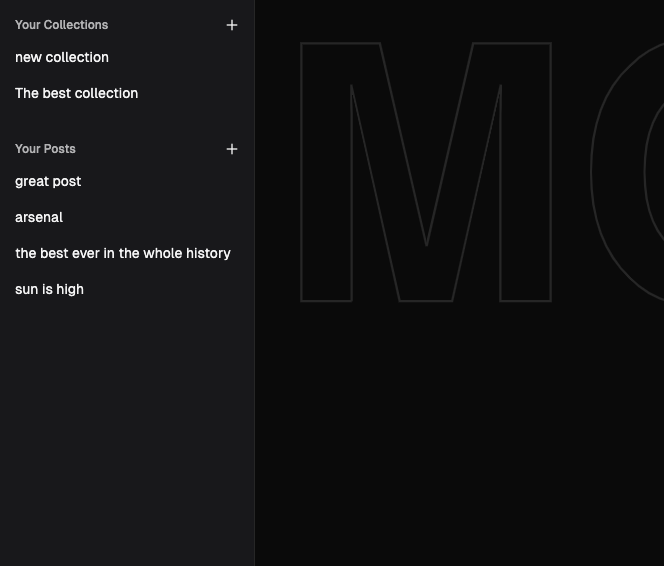 Your Collections
new collection
The best collection
Your Posts
great post
arsenal
the best ever in the whole history
sun is high
M